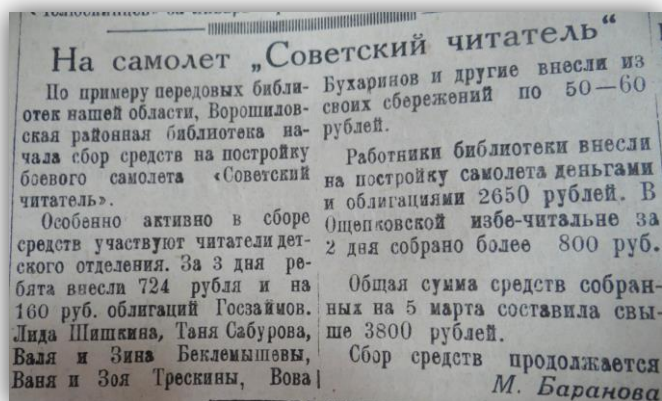 На самолет „Советский читатель“
По примеру передовых библи-
отек нашей области, Ворошилов-
ская районная библиотека на-
чала сбор средств на постройку
боевого самолета «Советский
читатель».
Особенно активно в сборе
средств участвуют читатели дет-
ского отделения. За 3 дня ре-
бята внесли 724 рубля и на
160 руб. облигаций Госзаймов.
Лида Шишкина, Таня Сабурова,
Валя и Зина Беклемышевы,
Ваня и Зоя Трескины, Вова
Бухаринов и другие внесли из
своих сбережений по 50—60
рублей.
Работники библиотеки внесли
на постройку самолета деньгами
и облигациями 2650 рублей. В
Ощепковской избе-читальне за
2 дня собрано более 800 руб.
Общая сумма средств собран-
ных на 5 марта составила свы-
ше 3800 рублей.
Сбор средств продолжается
М. Баранова